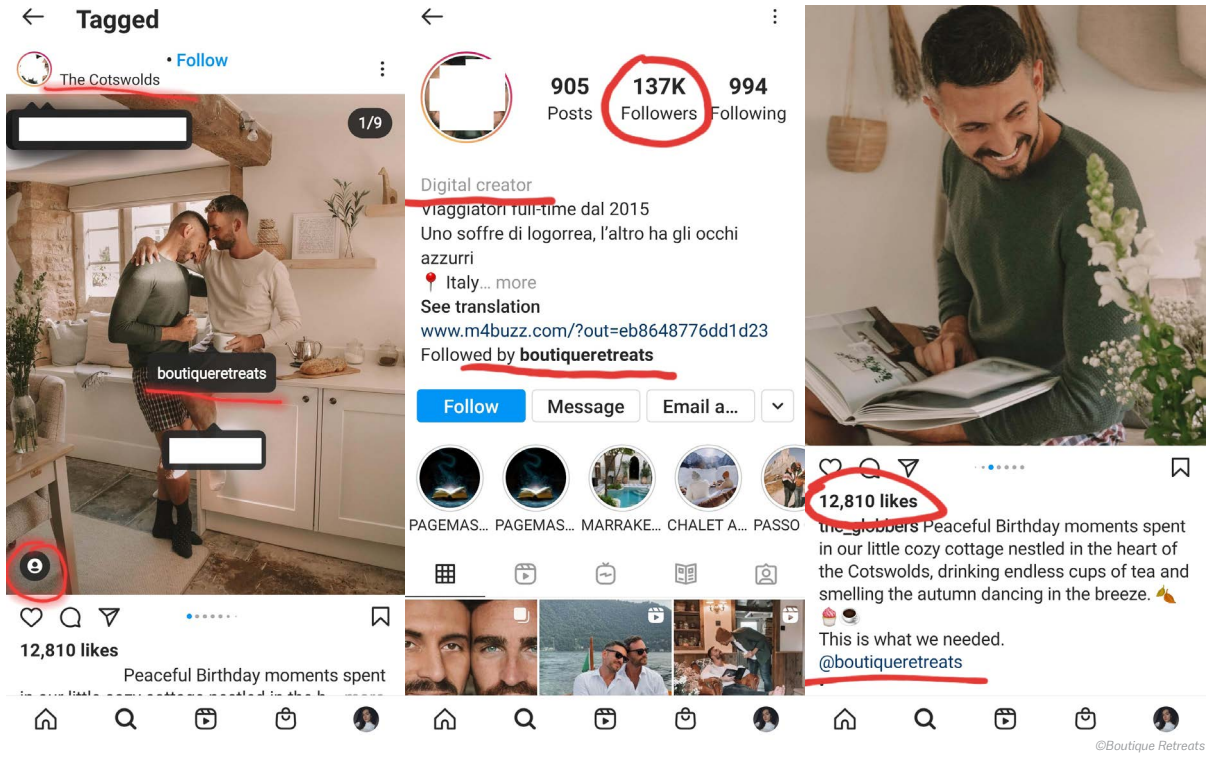 Tagged
• Follow
The Cotswolds
1/9
boutiqueretreats
12,810 likes
Peaceful Birthday moments spent
905
Posts
137K
Followers
994
Following
Digital creator
Viaggiatori full-time dal 2015
Uno soffre di logorrea, l'altro ha gli occhi
azzurri
📍 Italy... more
See translation
www.m4buzz.com/?out=eb8648776dd1d23
Followed by boutiqueretreats
Follow
Message
Email a...
PAGEMAS...
PAGEMAS...
MARRAKE...
CHALET A...
PASSO
12,810 likes
the_globbers Peaceful Birthday moments spent
in our little cozy cottage nestled in the heart of
the Cotswolds, drinking endless cups of tea and
smelling the autumn dancing in the breeze. 🍂
🧁☕
This is what we needed.
@boutiqueretreats
©Boutique Retreats